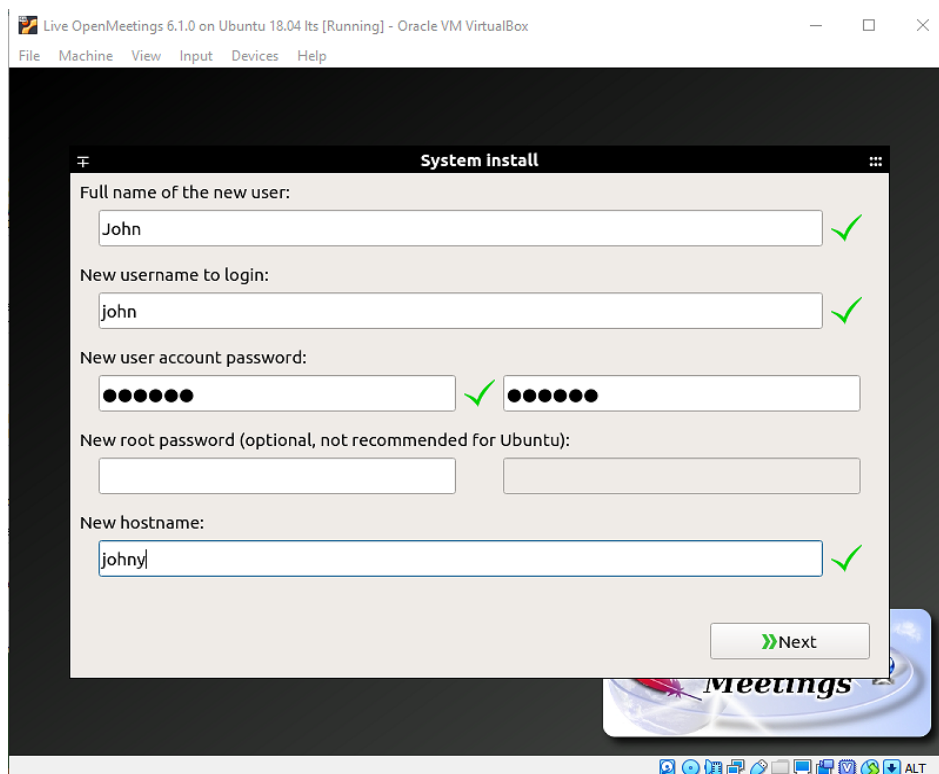 Live OpenMeetings 6.1.0 on Ubuntu 18.04 lts [Running] - Oracle VM VirtualBox
File Machine View Input Devices Help
System install
Full name of the new user:
John
New username to login:
john
New user account password:
●●●●●● ●●●●●●
New root password (optional, not recommended for Ubuntu):
New hostname:
johny
Next
Meetings
ALT